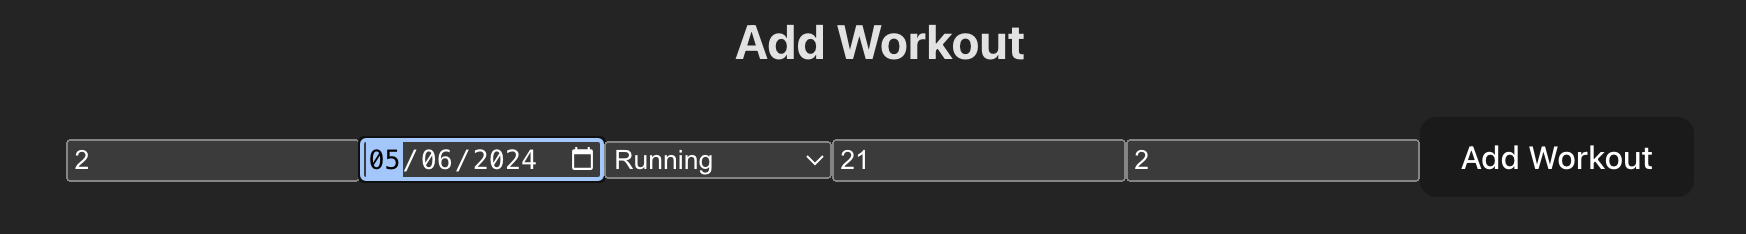 Add Workout
2 05/06/2024 Running 21 2 Add Workout